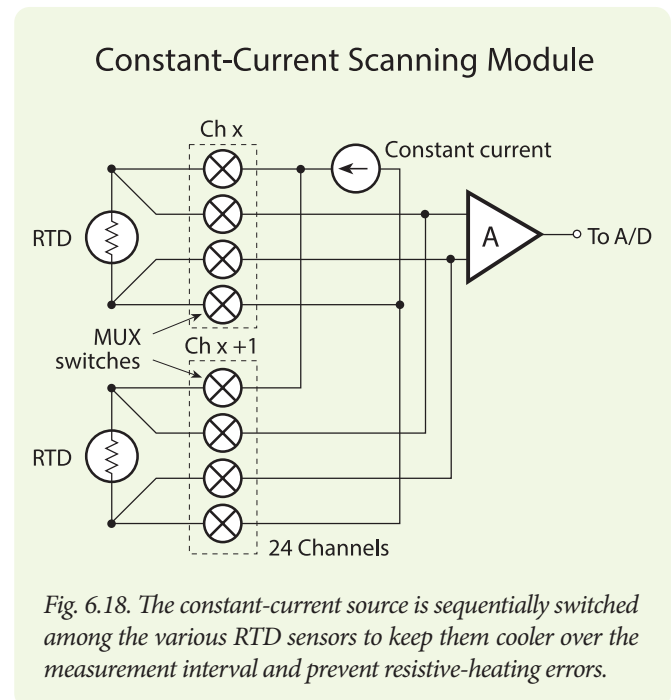 Constant-Current Scanning Module
Ch x
Constant current
RTD
A
To A/D
MUX
switches
Ch x +1
RTD
24 Channels
Fig. 6.18. The constant-current source is sequentially switched
among the various RTD sensors to keep them cooler over the
measurement interval and prevent resistive-heating errors.